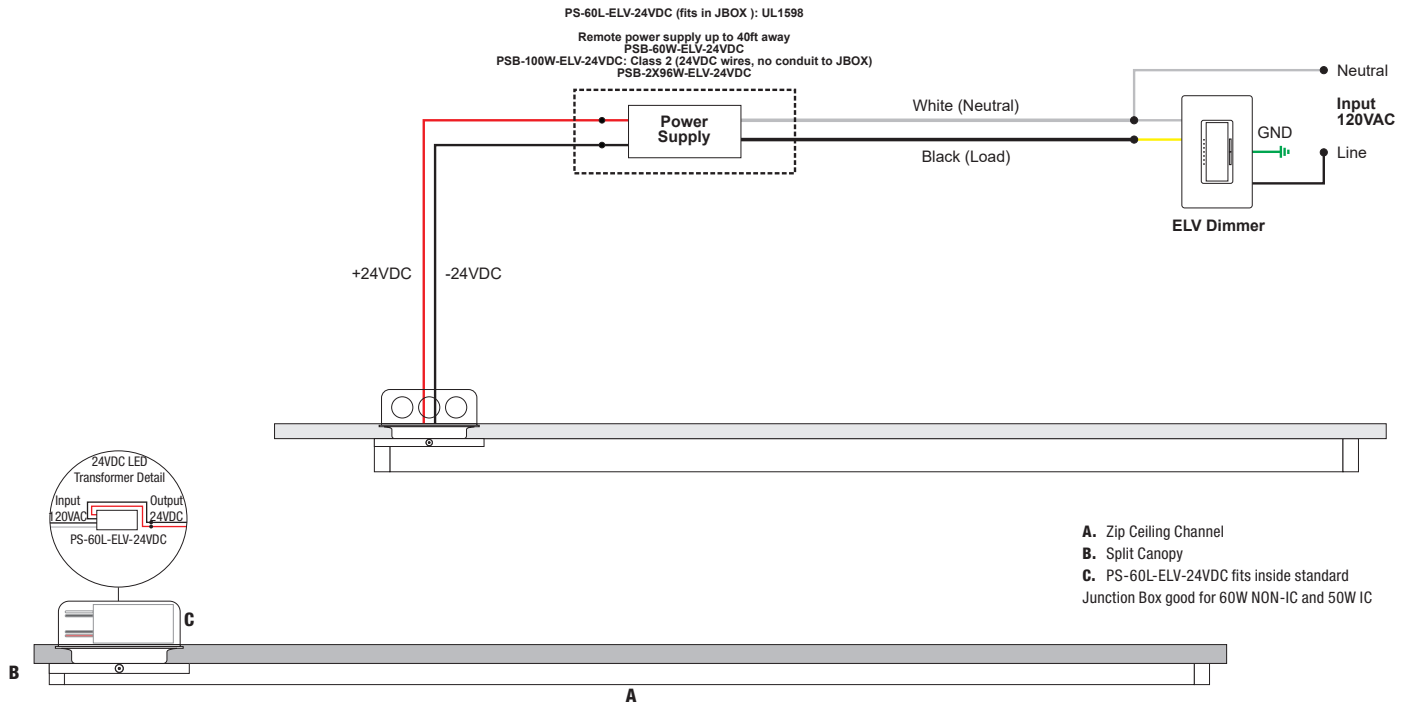 PS-60L-ELV-24VDC (fits in JBOX ): UL1598
Remote power supply up to 40ft away
PSB-60W-ELV-24VDC
PSB-100W-ELV-24VDC: Class 2 (24VDC wires, no conduit to JBOX)
PSB-2X96W-ELV-24VDC
Power
Supply
White (Neutral)
Black (Load)
Neutral
Input
120VAC
GND
Line
ELV Dimmer
+24VDC
-24VDC
24VDC LED
Transformer Detail
Input
120VAC
Output
24VDC
PS-60L-ELV-24VDC
C
B
A
A. Zip Ceiling Channel
B. Split Canopy
C. PS-60L-ELV-24VDC fits inside standard
Junction Box good for 60W NON-IC and 50W IC